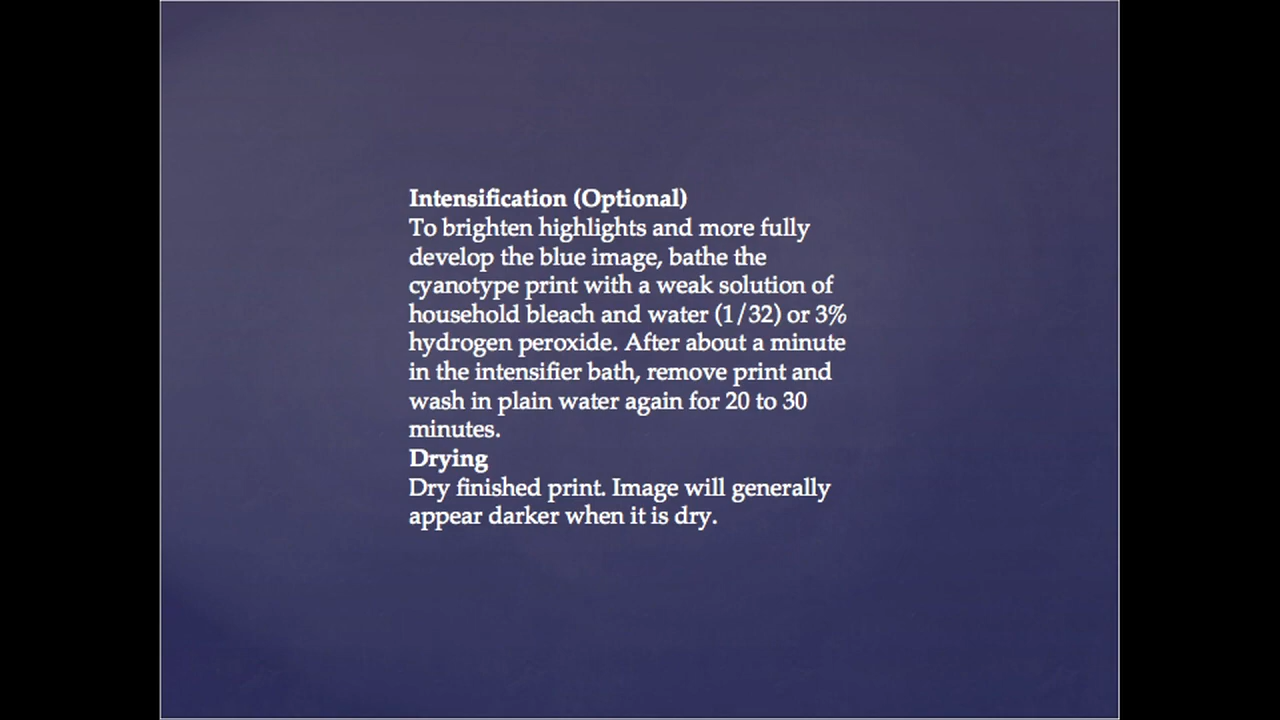 Intensification (Optional)
To brighten highlights and more fully
develop the blue image, bathe the
cyanotype print with a weak solution of
household bleach and water (1/32) or 3%
hydrogen peroxide. After about a minute
in the intensifier bath, remove print and
wash in plain water again for 20 to 30
minutes.
Drying
Dry finished print. Image will generally
appear darker when it is dry.